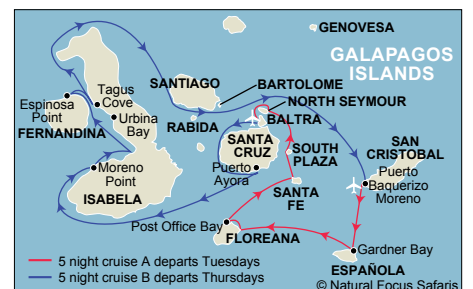 GENOVESA
GALAPAGOS
ISLANDS
SANTIAGO
BARTOLOME
Tagus
Cove
NORTH SEYMOUR
Espinosa
Point
Urbina
Bay
RABIDA
BALTRA
FERNANDINA
SANTA
CRUZ
SOUTH
PLAZA
SAN
CRISTOBAL
Moreno
Point
Puerto
Ayora
Puerto
Baquerizo
Moreno
ISABELA
SANTA
FE
Post Office Bay
FLOREANA
Gardner Bay
5 night cruise A departs Tuesdays
ESPAÑOLA
5 night cruise B departs Thursdays
© Natural Focus Safaris